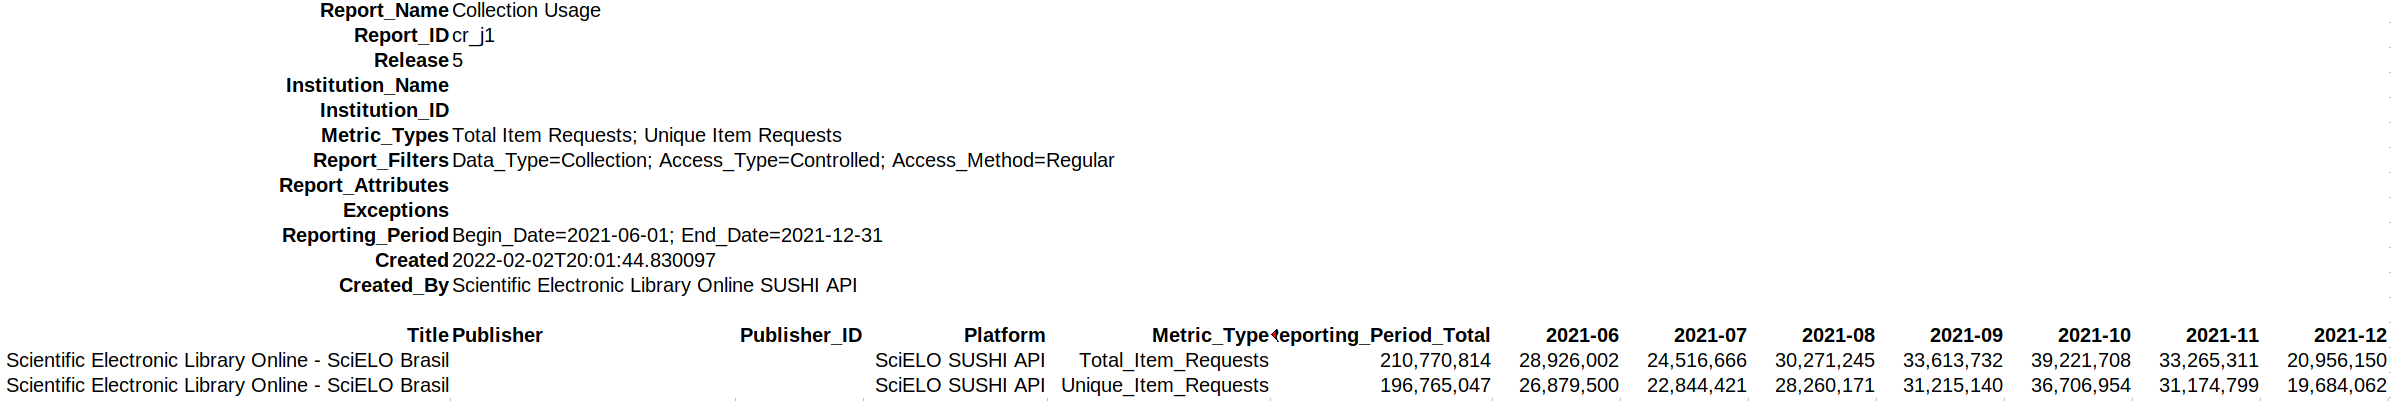 Report_Name Collection Usage
Report_ID cr_j1
Release 5
Institution_Name
Institution_ID
Metric_Types Total Item Requests; Unique Item Requests
Report_Filters Data_Type=Collection; Access_Type=Controlled; Access_Method=Regular
Report_Attributes
Exceptions
Reporting_Period Begin_Date=2021-06-01; End_Date=2021-12-31
Created 2022-02-02T20:01:44.830097
Created_By Scientific Electronic Library Online SUSHI API
Title Publisher Publisher_ID Platform Metric_Type eporting_Period_Total 2021-06 2021-07 2021-08 2021-09 2021-10 2021-11 2021-12
Scientific Electronic Library Online - SciELO Brasil SciELO SUSHI API Total_Item_Requests 210,770,814 28,926,002 24,516,666 30,271,245 33,613,732 39,221,708 33,265,311 20,956,150
Scientific Electronic Library Online - SciELO Brasil SciELO SUSHI API Unique_Item_Requests 196,765,047 26,879,500 22,844,421 28,260,171 31,215,140 36,706,954 31,174,799 19,684,062